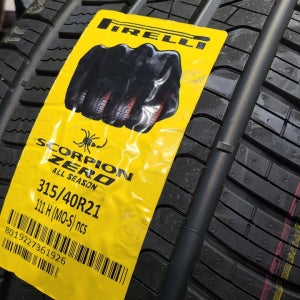 PIRELLI
SCORPION
ZERO
ALL SEASON
315/40R21
111 H (MO-S) ncs
8019227361926